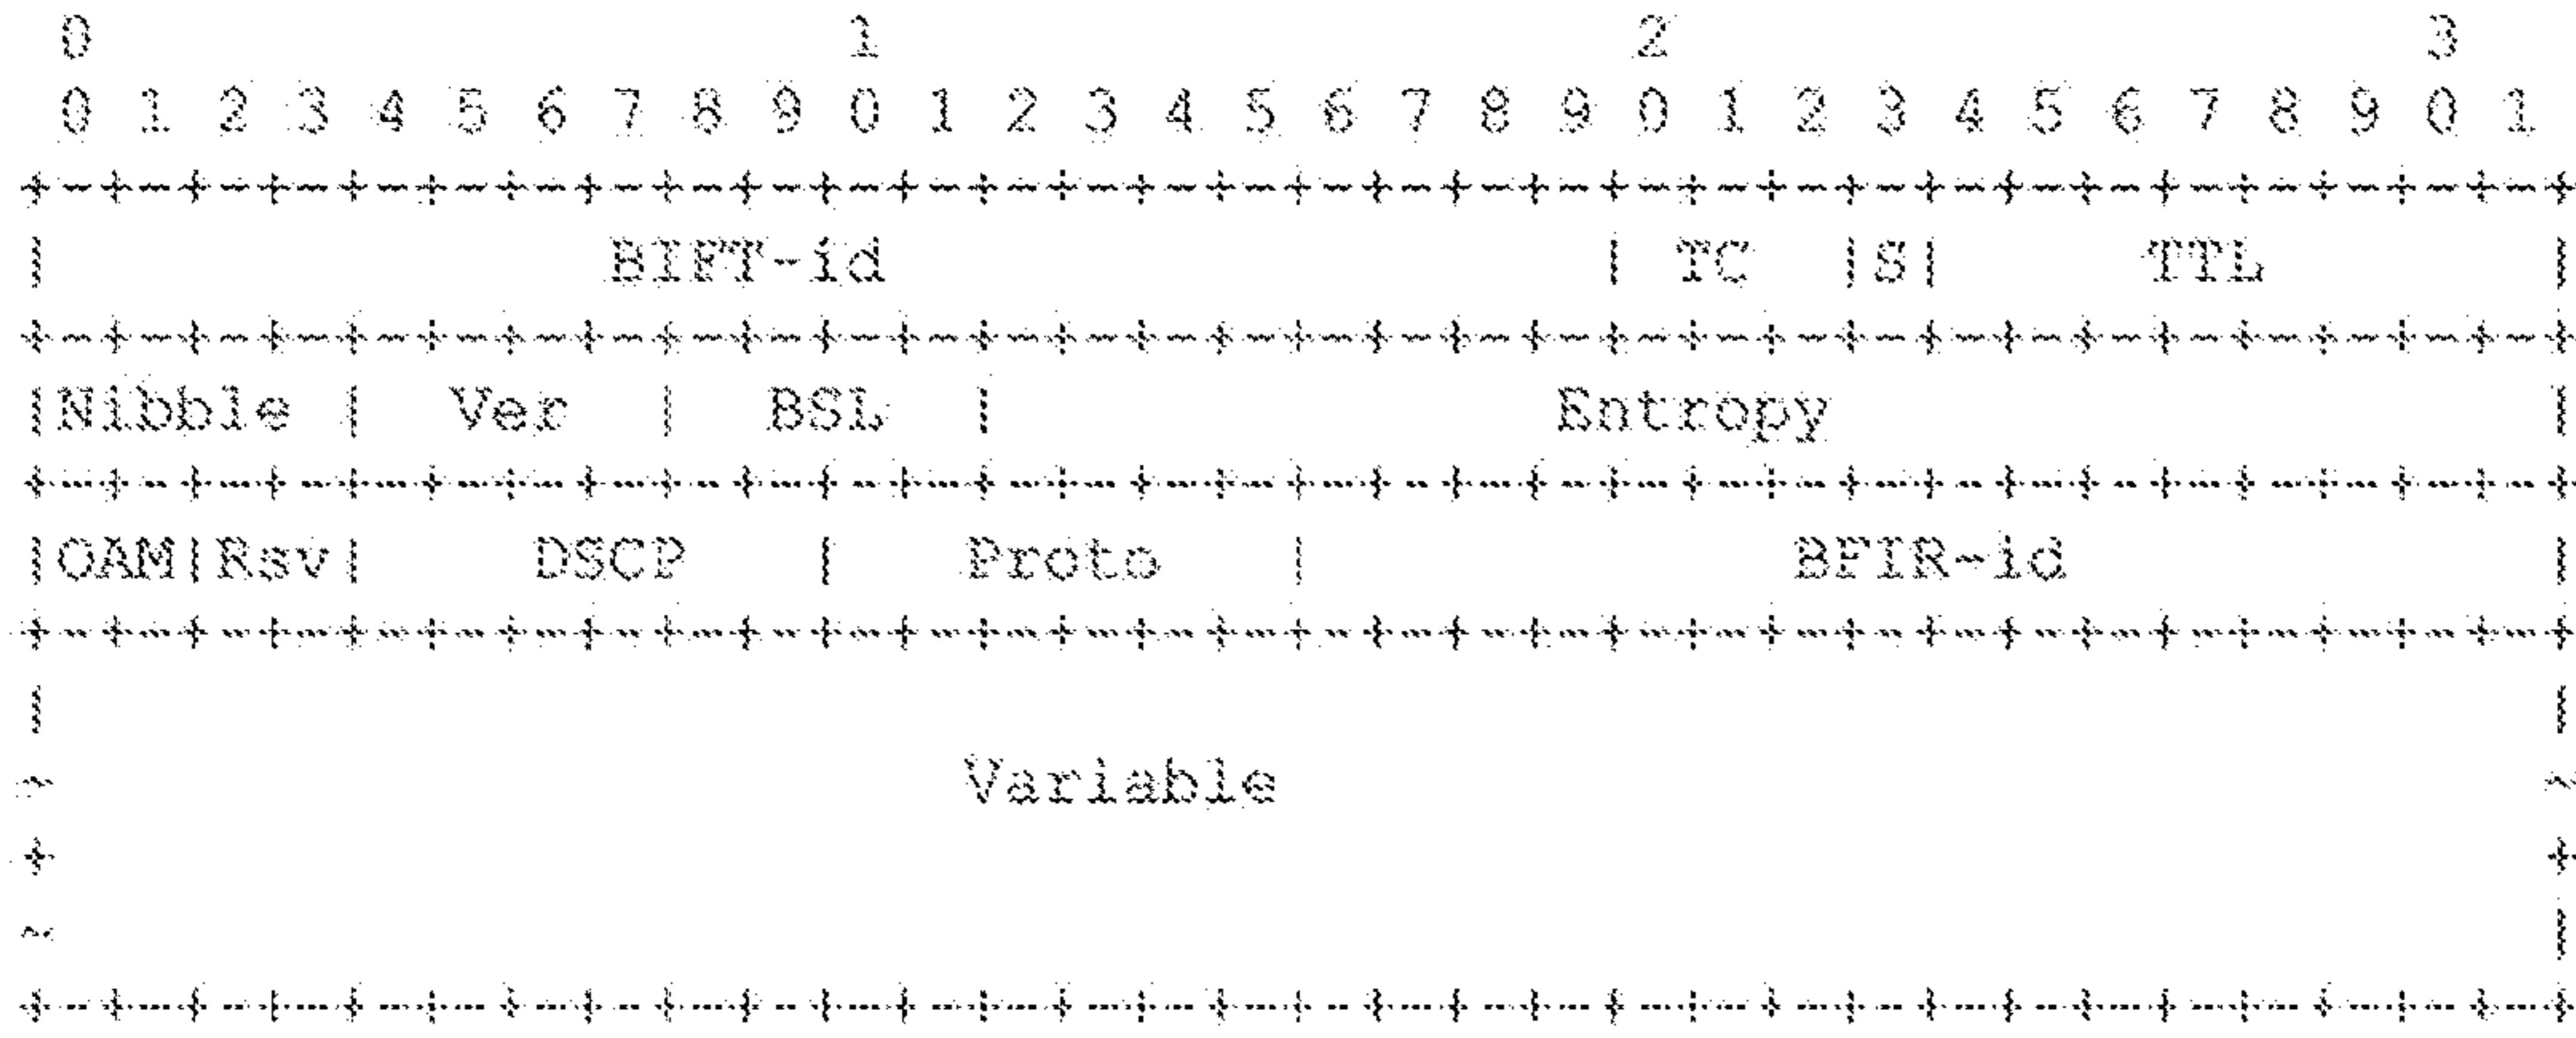 0                   1                   2                   3
 0 1 2 3 4 5 6 7 8 9 0 1 2 3 4 5 6 7 8 9 0 1 2 3 4 5 6 7 8 9 0 1
+-+-+-+-+-+-+-+-+-+-+-+-+-+-+-+-+-+-+-+-+-+-+-+-+-+-+-+-+-+-+-+-+
|              BIFT-id                  | TC  |S|     TTL       |
+-+-+-+-+-+-+-+-+-+-+-+-+-+-+-+-+-+-+-+-+-+-+-+-+-+-+-+-+-+-+-+-+
|Nibble |  Ver  |  BSL  |              Entropy                  |
+-+-+-+-+-+-+-+-+-+-+-+-+-+-+-+-+-+-+-+-+-+-+-+-+-+-+-+-+-+-+-+-+
|OAM|Rsv|    DSCP   |   Proto   |            BFIR-id            |
+-+-+-+-+-+-+-+-+-+-+-+-+-+-+-+-+-+-+-+-+-+-+-+-+-+-+-+-+-+-+-+-+
|                                                               |
~                       Variable                                ~
+                                                               +
~                                                               |
+-+-+-+-+-+-+-+-+-+-+-+-+-+-+-+-+-+-+-+-+-+-+-+-+-+-+-+-+-+-+-+-+